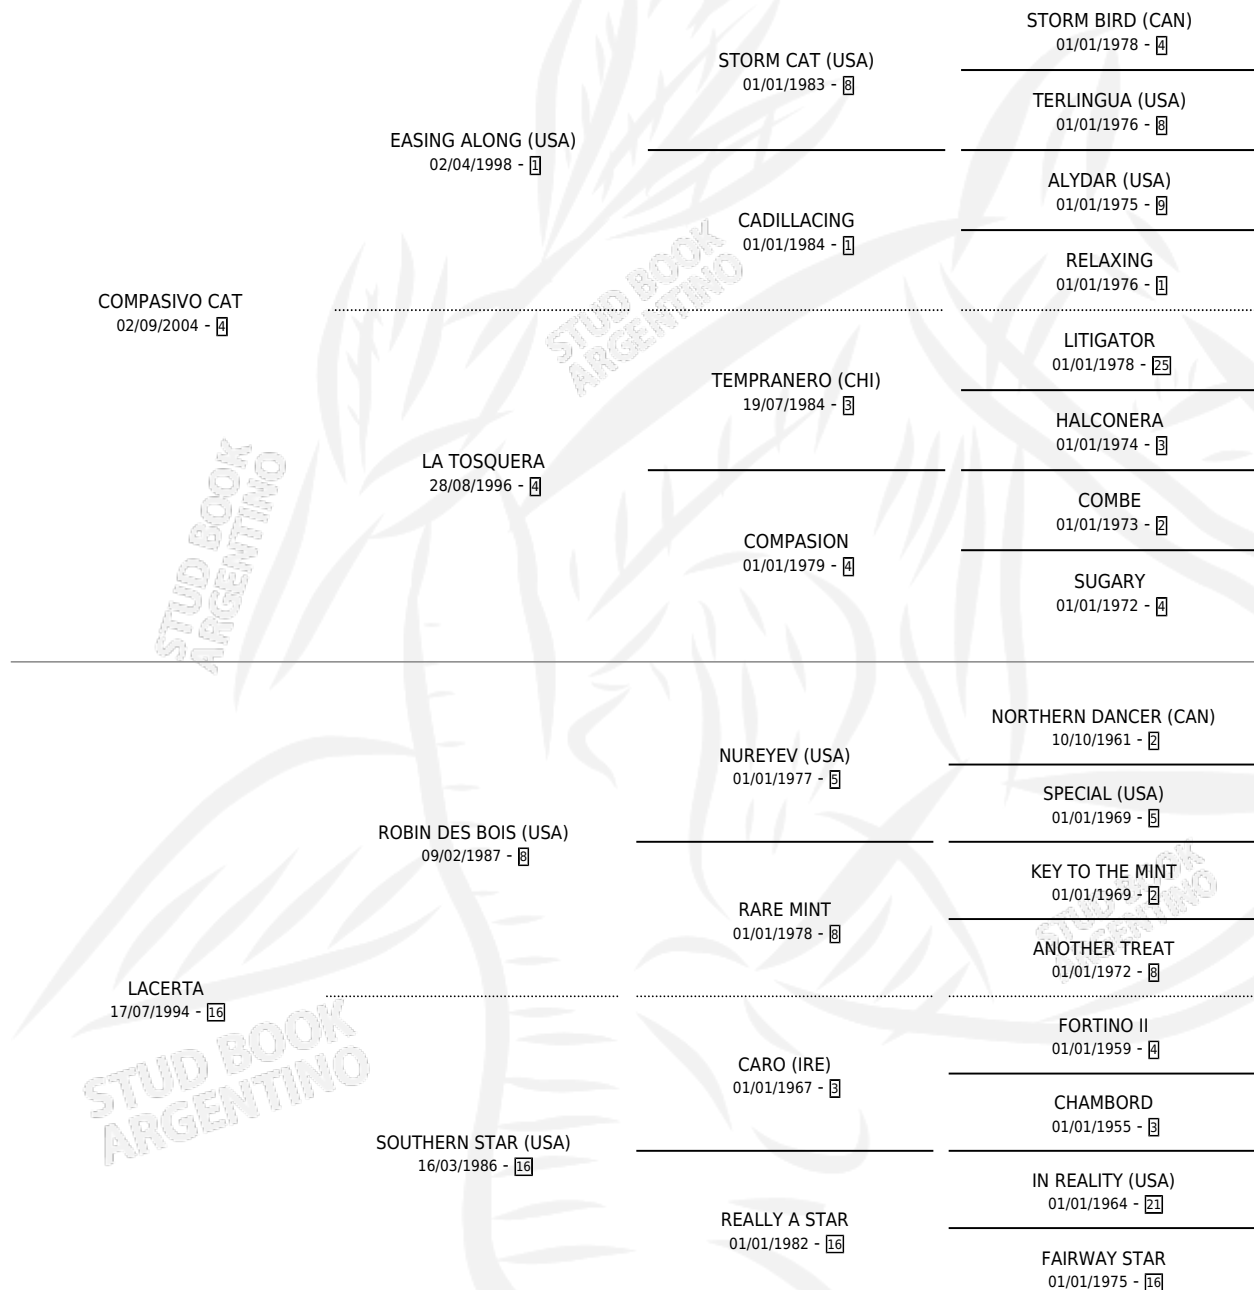 STORM BIRD (CAN)
01/01/1978 - 4
STORM CAT (USA)
01/01/1983 - 8
TERLINGUA (USA)
01/01/1976 - 8
EASING ALONG (USA)
02/04/1998 - 1
ALYDAR (USA)
01/01/1975 - 9
CADILLACING
01/01/1984 - 1
RELAXING
01/01/1976 - 1
COMPASIVO CAT
02/09/2004 - 4
LITIGATOR
01/01/1978 - 25
TEMPRANERO (CHI)
19/07/1984 - 3
HALCONERA
01/01/1974 - 3
LA TOSQUERA
28/08/1996 - 4
COMBE
01/01/1973 - 2
COMPASION
01/01/1979 - 4
SUGARY
01/01/1972 - 4
NORTHERN DANCER (CAN)
10/10/1961 - 2
NUREYEV (USA)
01/01/1977 - 5
SPECIAL (USA)
01/01/1969 - 5
ROBIN DES BOIS (USA)
09/02/1987 - 8
KEY TO THE MINT
01/01/1969 - 2
RARE MINT
01/01/1978 - 8
ANOTHER TREAT
01/01/1972 - 8
LACERTA
17/07/1994 - 16
FORTINO II
01/01/1959 - 4
CARO (IRE)
01/01/1967 - 3
CHAMBORD
01/01/1955 - 3
SOUTHERN STAR (USA)
16/03/1986 - 16
IN REALITY (USA)
01/01/1964 - 21
REALLY A STAR
01/01/1982 - 16
FAIRWAY STAR
01/01/1975 - 16
STUD BOOK
ARGENTINO
STUD BOOK
ARGENTINO
STUD BOOK
ARGENTINO
STUD BOOK
ARGENTINO